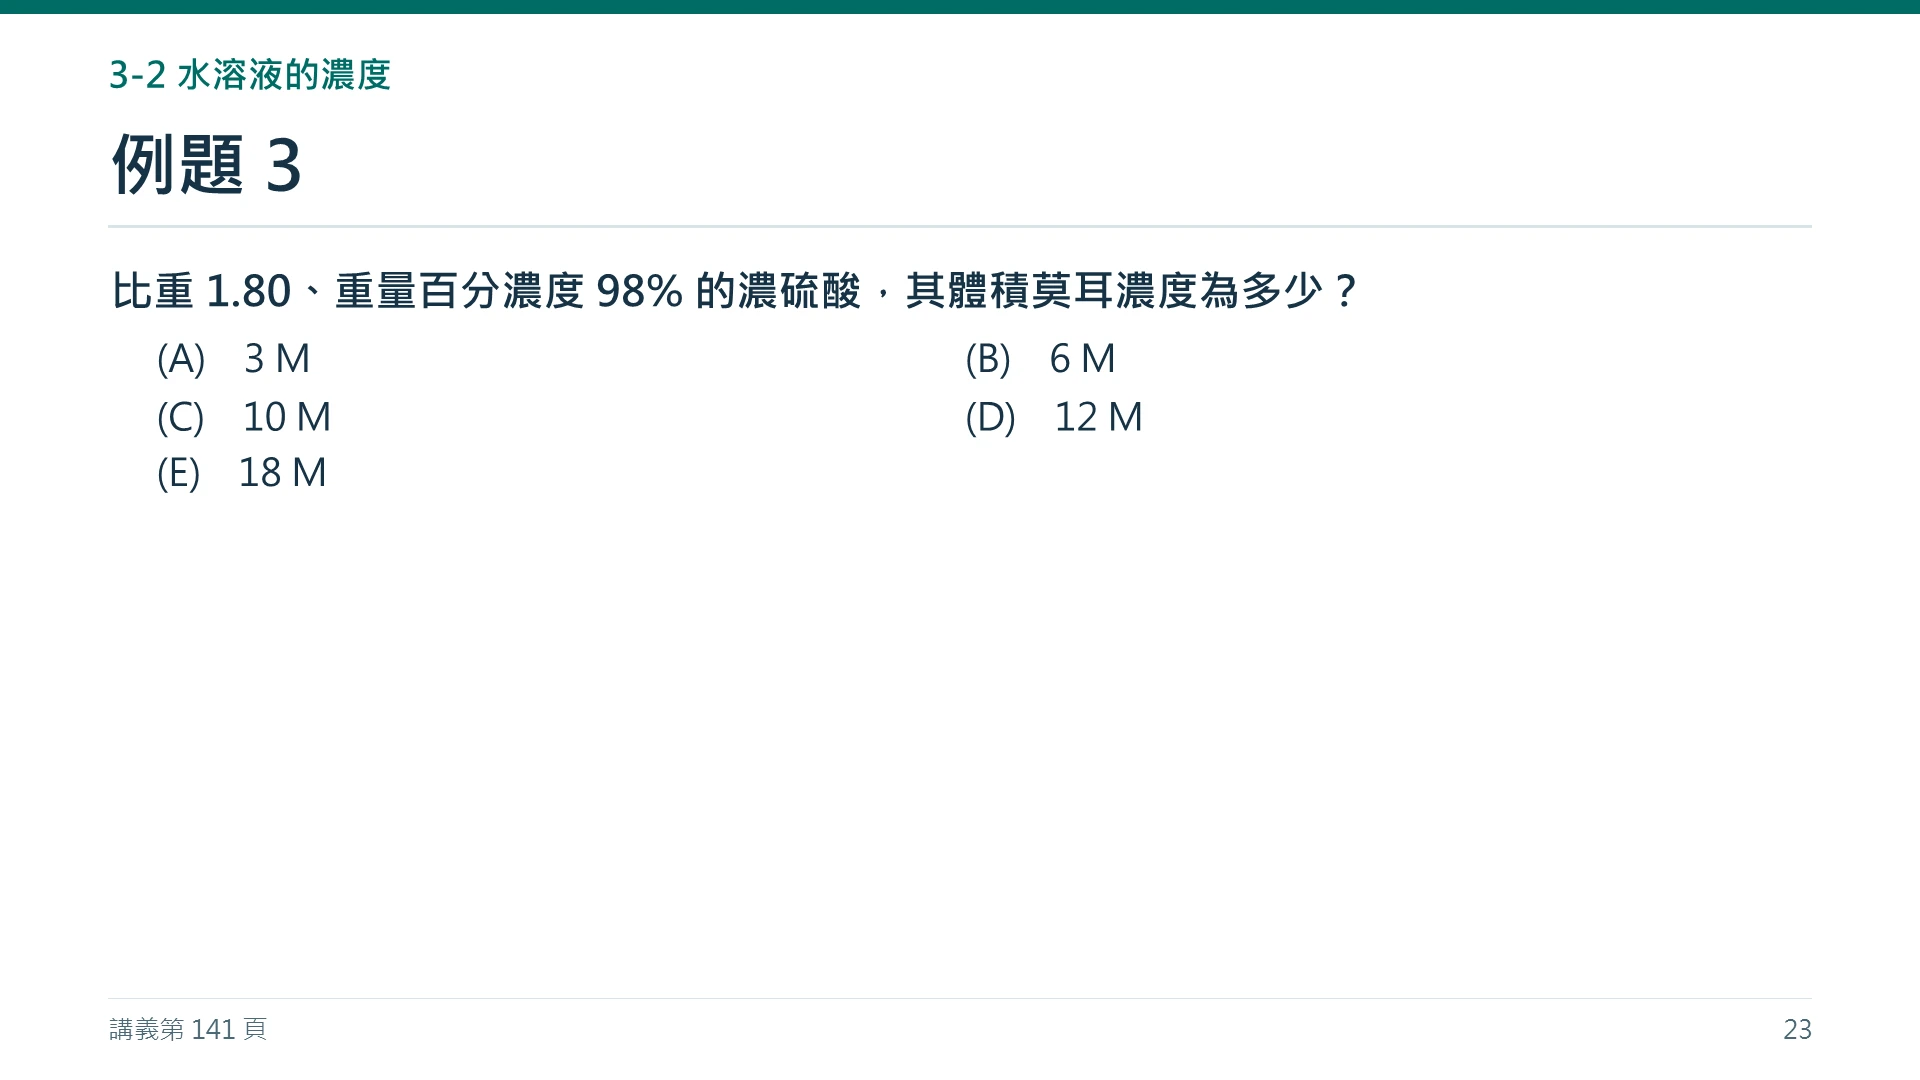 3-2 水溶液的濃度
例題 3
比重 1.80、重量百分濃度 98% 的濃硫酸，其體積莫耳濃度為多少？
(A) 3 M (B) 6 M
(C) 10 M (D) 12 M
(E) 18 M
講義第 141 頁 23